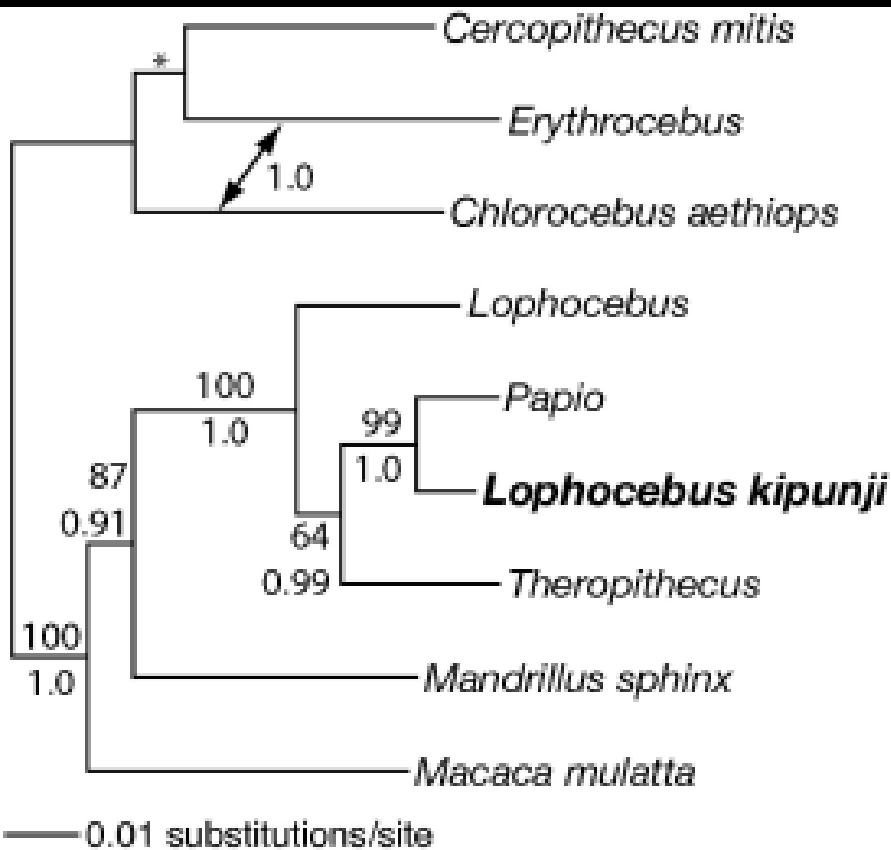 Cercopithecus mitis
*
Erythrocebus
1.0
Chlorocebus aethiops
Lophocebus
100
1.0
Papio
99
1.0
87
0.91
Lophocebus kipunji
64
0.99
Theropithecus
100
1.0
Mandrillus sphinx
Macaca mulatta
0.01 substitutions/site